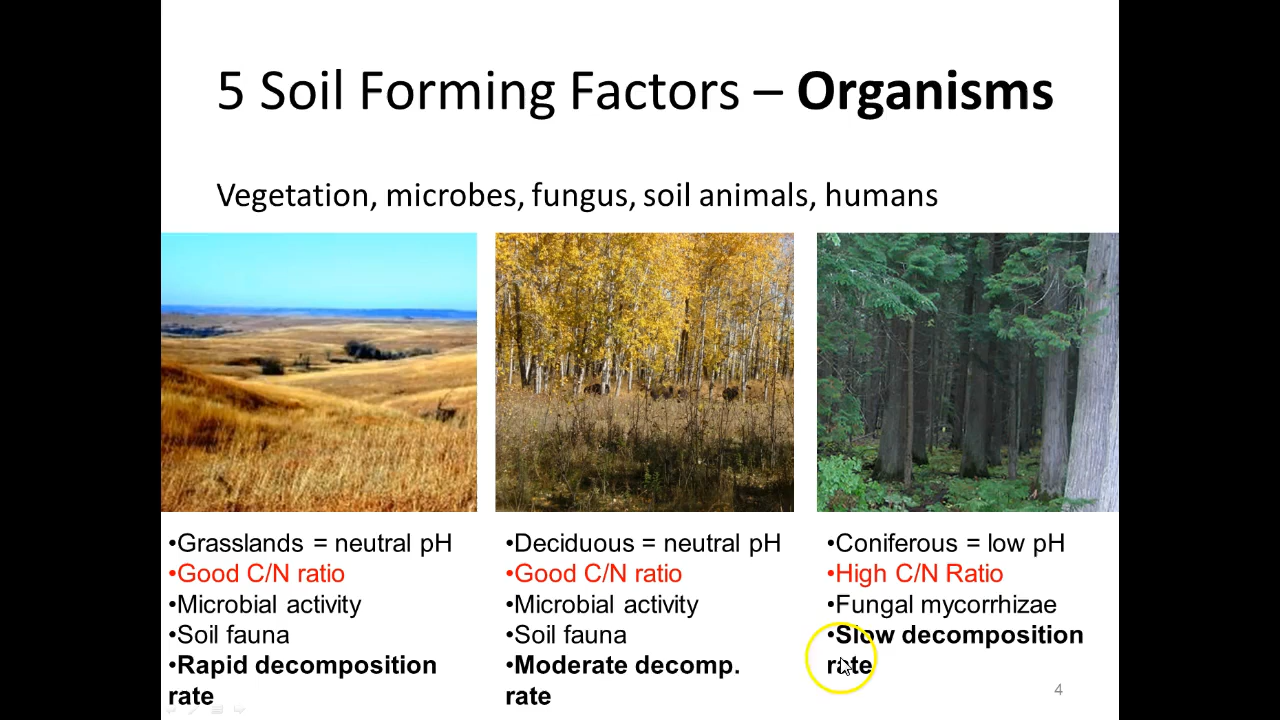 5 Soil Forming Factors – Organisms
Vegetation, microbes, fungus, soil animals, humans
•Grasslands = neutral pH
•Good C/N ratio
•Microbial activity
•Soil fauna
•Rapid decomposition
rate
•Deciduous = neutral pH
•Good C/N ratio
•Microbial activity
•Soil fauna
•Moderate decomp.
rate
•Coniferous = low pH
•High C/N Ratio
•Fungal mycorrhizae
•Slow decomposition
rate
4